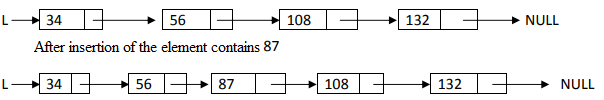 L 34 56 108 132 NULL
After insertion of the element contains 87
L 34 56 87 108 132 NULL